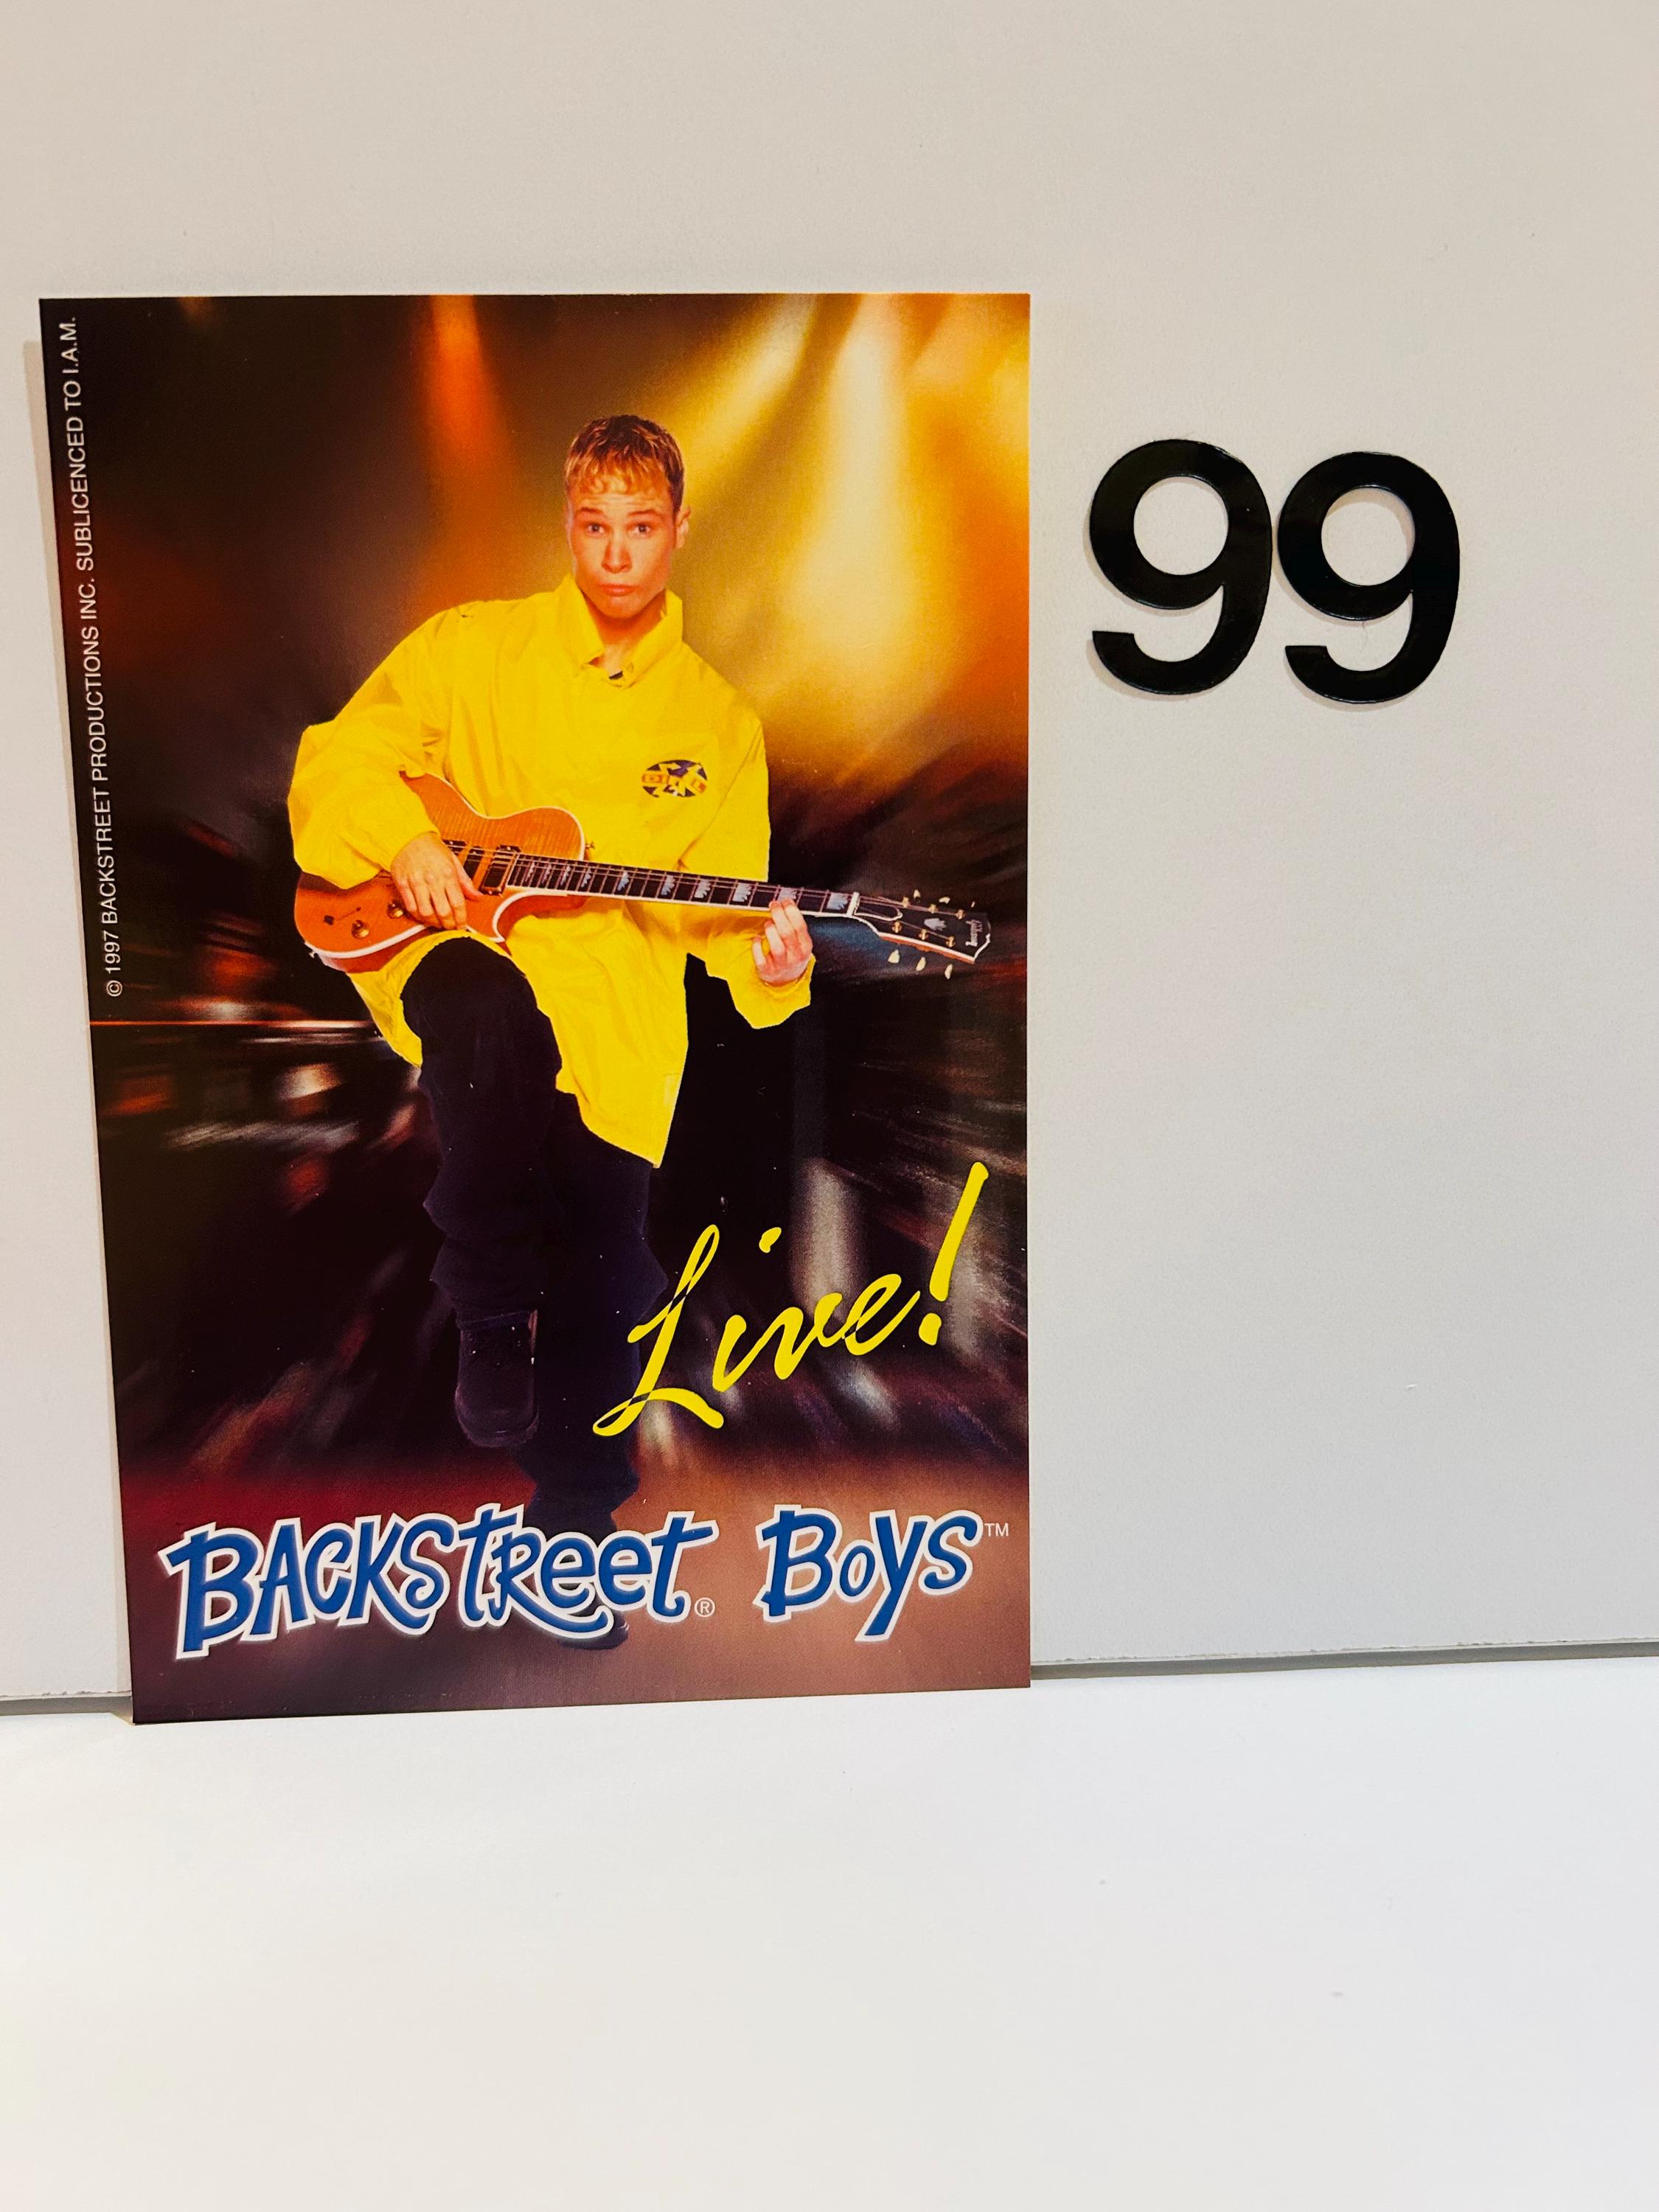 © 1997 BACKSTREET PRODUCTIONS INC. SUBLICENCED TO I.A.M.
99
Live!
BACKSTREET® BOYS™